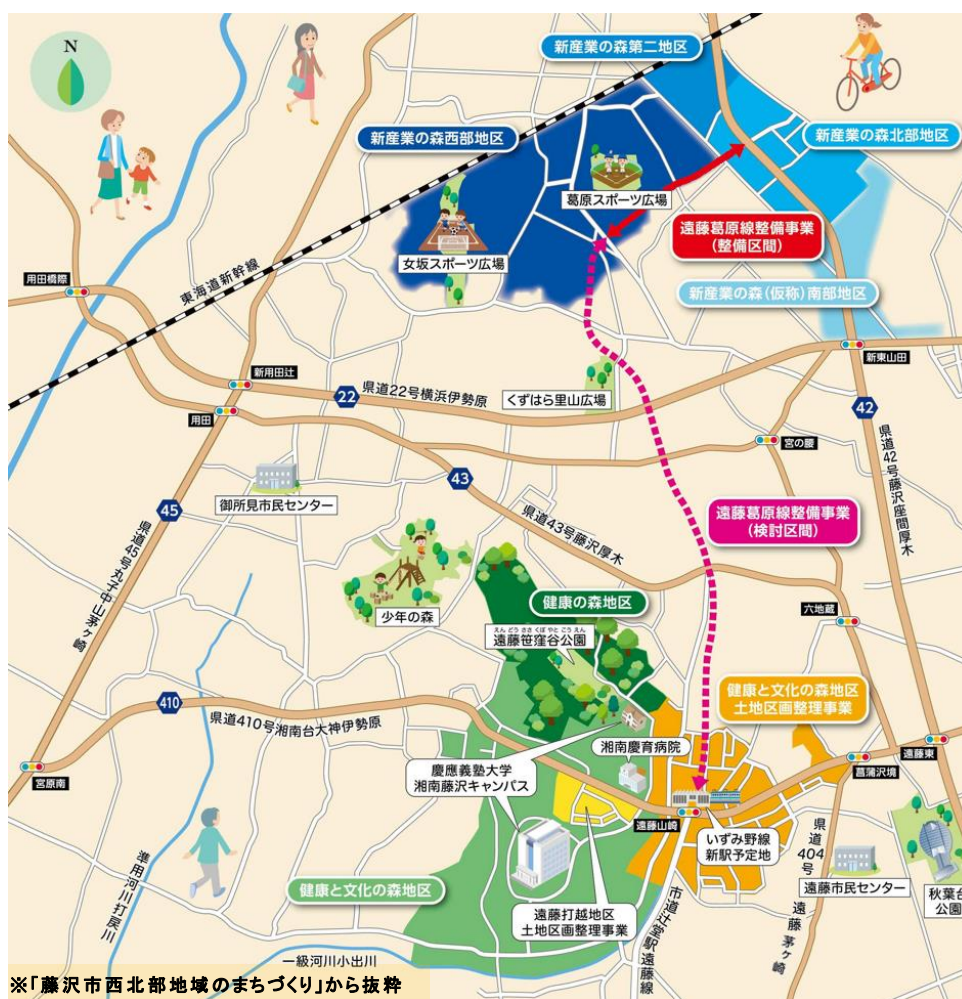 N
新産業の森第二地区
新産業の森西部地区
新産業の森北部地区
葛原スポーツ広場
女坂スポーツ広場
遠藤葛原線整備事業
(整備区間)
新産業の森(仮称)南部地区
東海道新幹線
用田橋際
新用田辻
新東山田
用田
22
県道22号横浜伊勢原
くずはら里山広場
42
県道42号藤沢座間厚木
宮の腰
43
県道43号藤沢厚木
御所見市民センター
45
県道45号丸子中山茅ヶ崎
遠藤葛原線整備事業
(検討区間)
少年の森
健康の森地区
えんどうささくぼやとこうえん
遠藤笹窪谷公園
六地蔵
410
県道410号湘南台大神伊勢原
健康と文化の森地区
土地区画整理事業
湘南慶育病院
遠藤東
菖蒲沢境
宮原南
慶應義塾大学
湘南藤沢キャンパス
遠藤山崎
いずみ野線
新駅予定地
県道404号遠藤茅ヶ崎
遠藤市民センター
秋葉台
公園
準用河川打戻川
健康と文化の森地区
遠藤打越地区
土地区画整理事業
市道辻堂駅遠藤線
一級河川小出川
※「藤沢市西北部地域のまちづくり」から抜粋